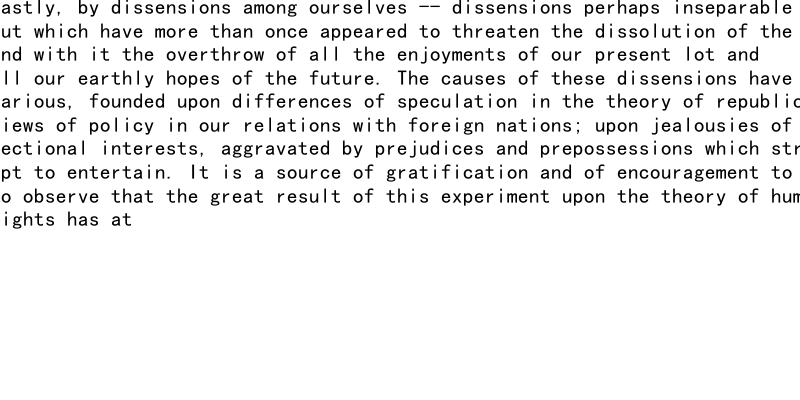 astly, by dissensions among ourselves -- dissensions perhaps inseparable
ut which have more than once appeared to threaten the dissolution of the
nd with it the overthrow of all the enjoyments of our present lot and
ll our earthly hopes of the future. The causes of these dissensions have
arious, founded upon differences of speculation in the theory of republic
iews of policy in our relations with foreign nations; upon jealousies of
ectional interests, aggravated by prejudices and prepossessions which str
pt to entertain. It is a source of gratification and of encouragement to
o observe that the great result of this experiment upon the theory of hum
ights has at